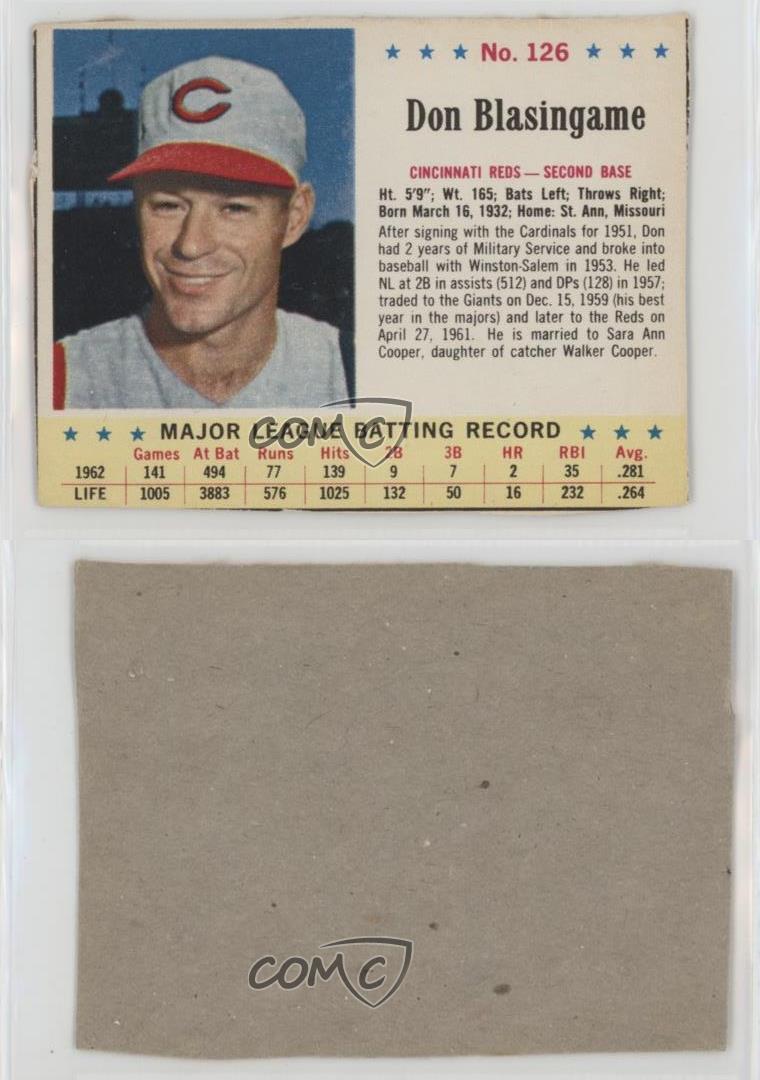 C
★ ★ ★ No. 126 ★ ★ ★
Don Blasingame
CINCINNATI REDS — SECOND BASE
Ht. 5'9"; Wt. 165; Bats Left; Throws Right;
Born March 16, 1932; Home: St. Ann, Missouri
After signing with the Cardinals for 1951, Don
had 2 years of Military Service and broke into
baseball with Winston-Salem in 1953. He led
NL at 2B in assists (512) and DPs (128) in 1957;
traded to the Giants on Dec. 15, 1959 (his best
year in the majors) and later to the Reds on
April 27, 1961. He is married to Sara Ann
Cooper, daughter of catcher Walker Cooper.
★ ★ ★ MAJOR LEAGUE BATTING RECORD ★ ★ ★
Games At Bat Runs Hits 2B 3B HR RBI Avg.
1962 141 494 77 139 9 7 2 35 .281
LIFE 1005 3883 576 1025 132 50 16 232 .264
COMC
COMC